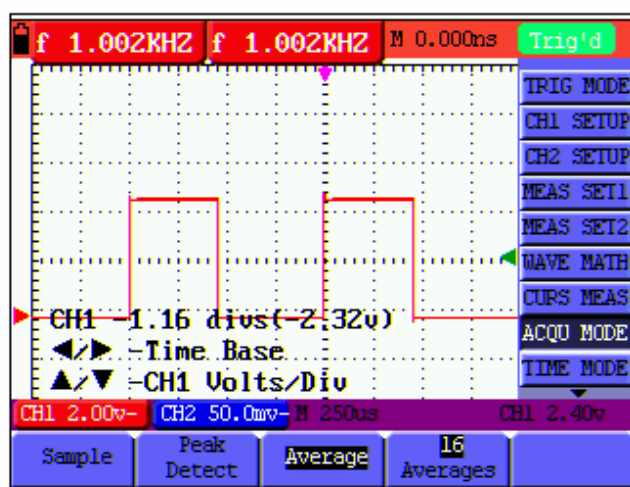 f 1.002KHZ f 1.002KHZ M 0.000ns Trig'd
TRIG MODE
CH1 SETUP
CH2 SETUP
MEAS SET1
MEAS SET2
WAVE MATH
CURS MEAS
ACQU MODE
TIME MODE
CH1 -1.16 divs(-2.32v)
◄/► -Time Base
▲/▼ -CH1 Volts/Div
CH1 2.00v- CH2 50.0mv- M 250us CH1 2.40v
Sample
Peak Detect
Average
16 Averages